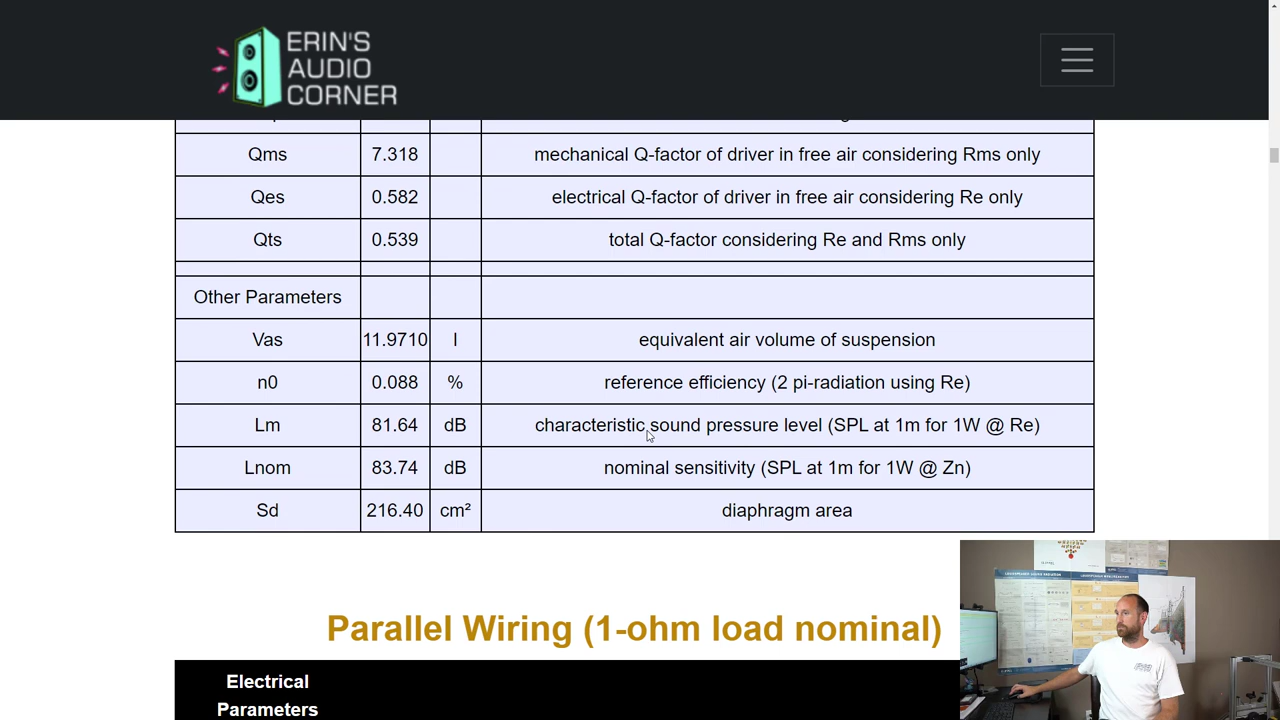 ERIN'S
AUDIO
CORNER
Qms 7.318 mechanical Q-factor of driver in free air considering Rms only
Qes 0.582 electrical Q-factor of driver in free air considering Re only
Qts 0.539 total Q-factor considering Re and Rms only
Other Parameters
Vas 11.9710 l equivalent air volume of suspension
n0 0.088 % reference efficiency (2 pi-radiation using Re)
Lm 81.64 dB characteristic sound pressure level (SPL at 1m for 1W @ Re)
Lnom 83.74 dB nominal sensitivity (SPL at 1m for 1W @ Zn)
Sd 216.40 cm² diaphragm area
Parallel Wiring (1-ohm load nominal)
Electrical
Parameters